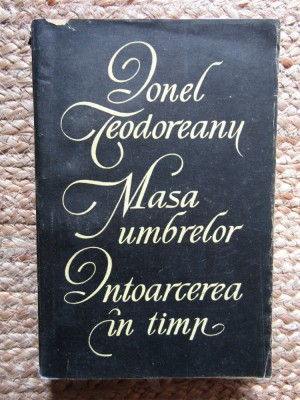 Ionel
Teodoreanu
Masa
umbrelor
Intoarcerea
în timp